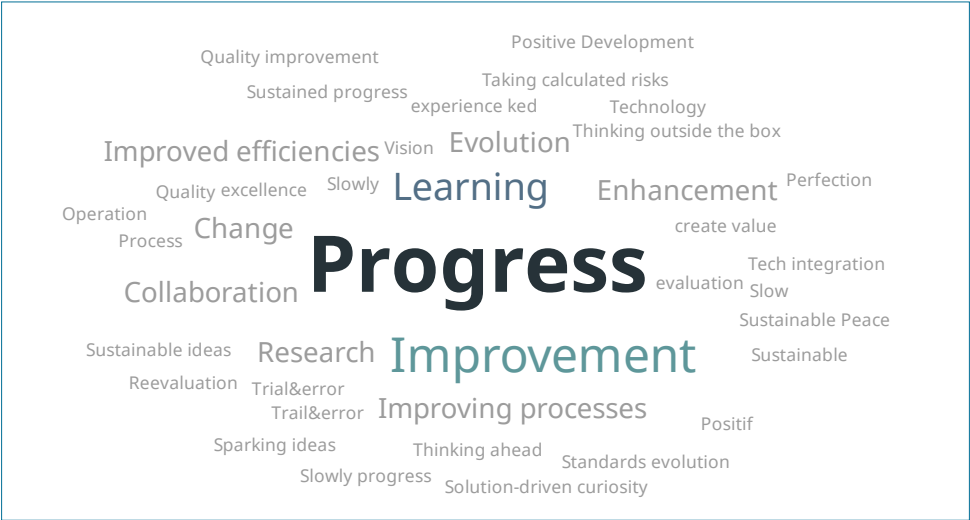 Positive Development
Quality improvement
Taking calculated risks
Sustained progress
experience ked
Technology
Thinking outside the box
Improved efficiencies
Vision
Evolution
Quality excellence
Slowly
Learning
Enhancement
Perfection
Operation
Process
Change
create value
Progress
Tech integration
Collaboration
evaluation
Slow
Sustainable Peace
Sustainable ideas
Research
Improvement
Sustainable
Reevaluation
Trial&error
Trail&error
Improving processes
Positif
Sparking ideas
Thinking ahead
Standards evolution
Slowly progress
Solution-driven curiosity